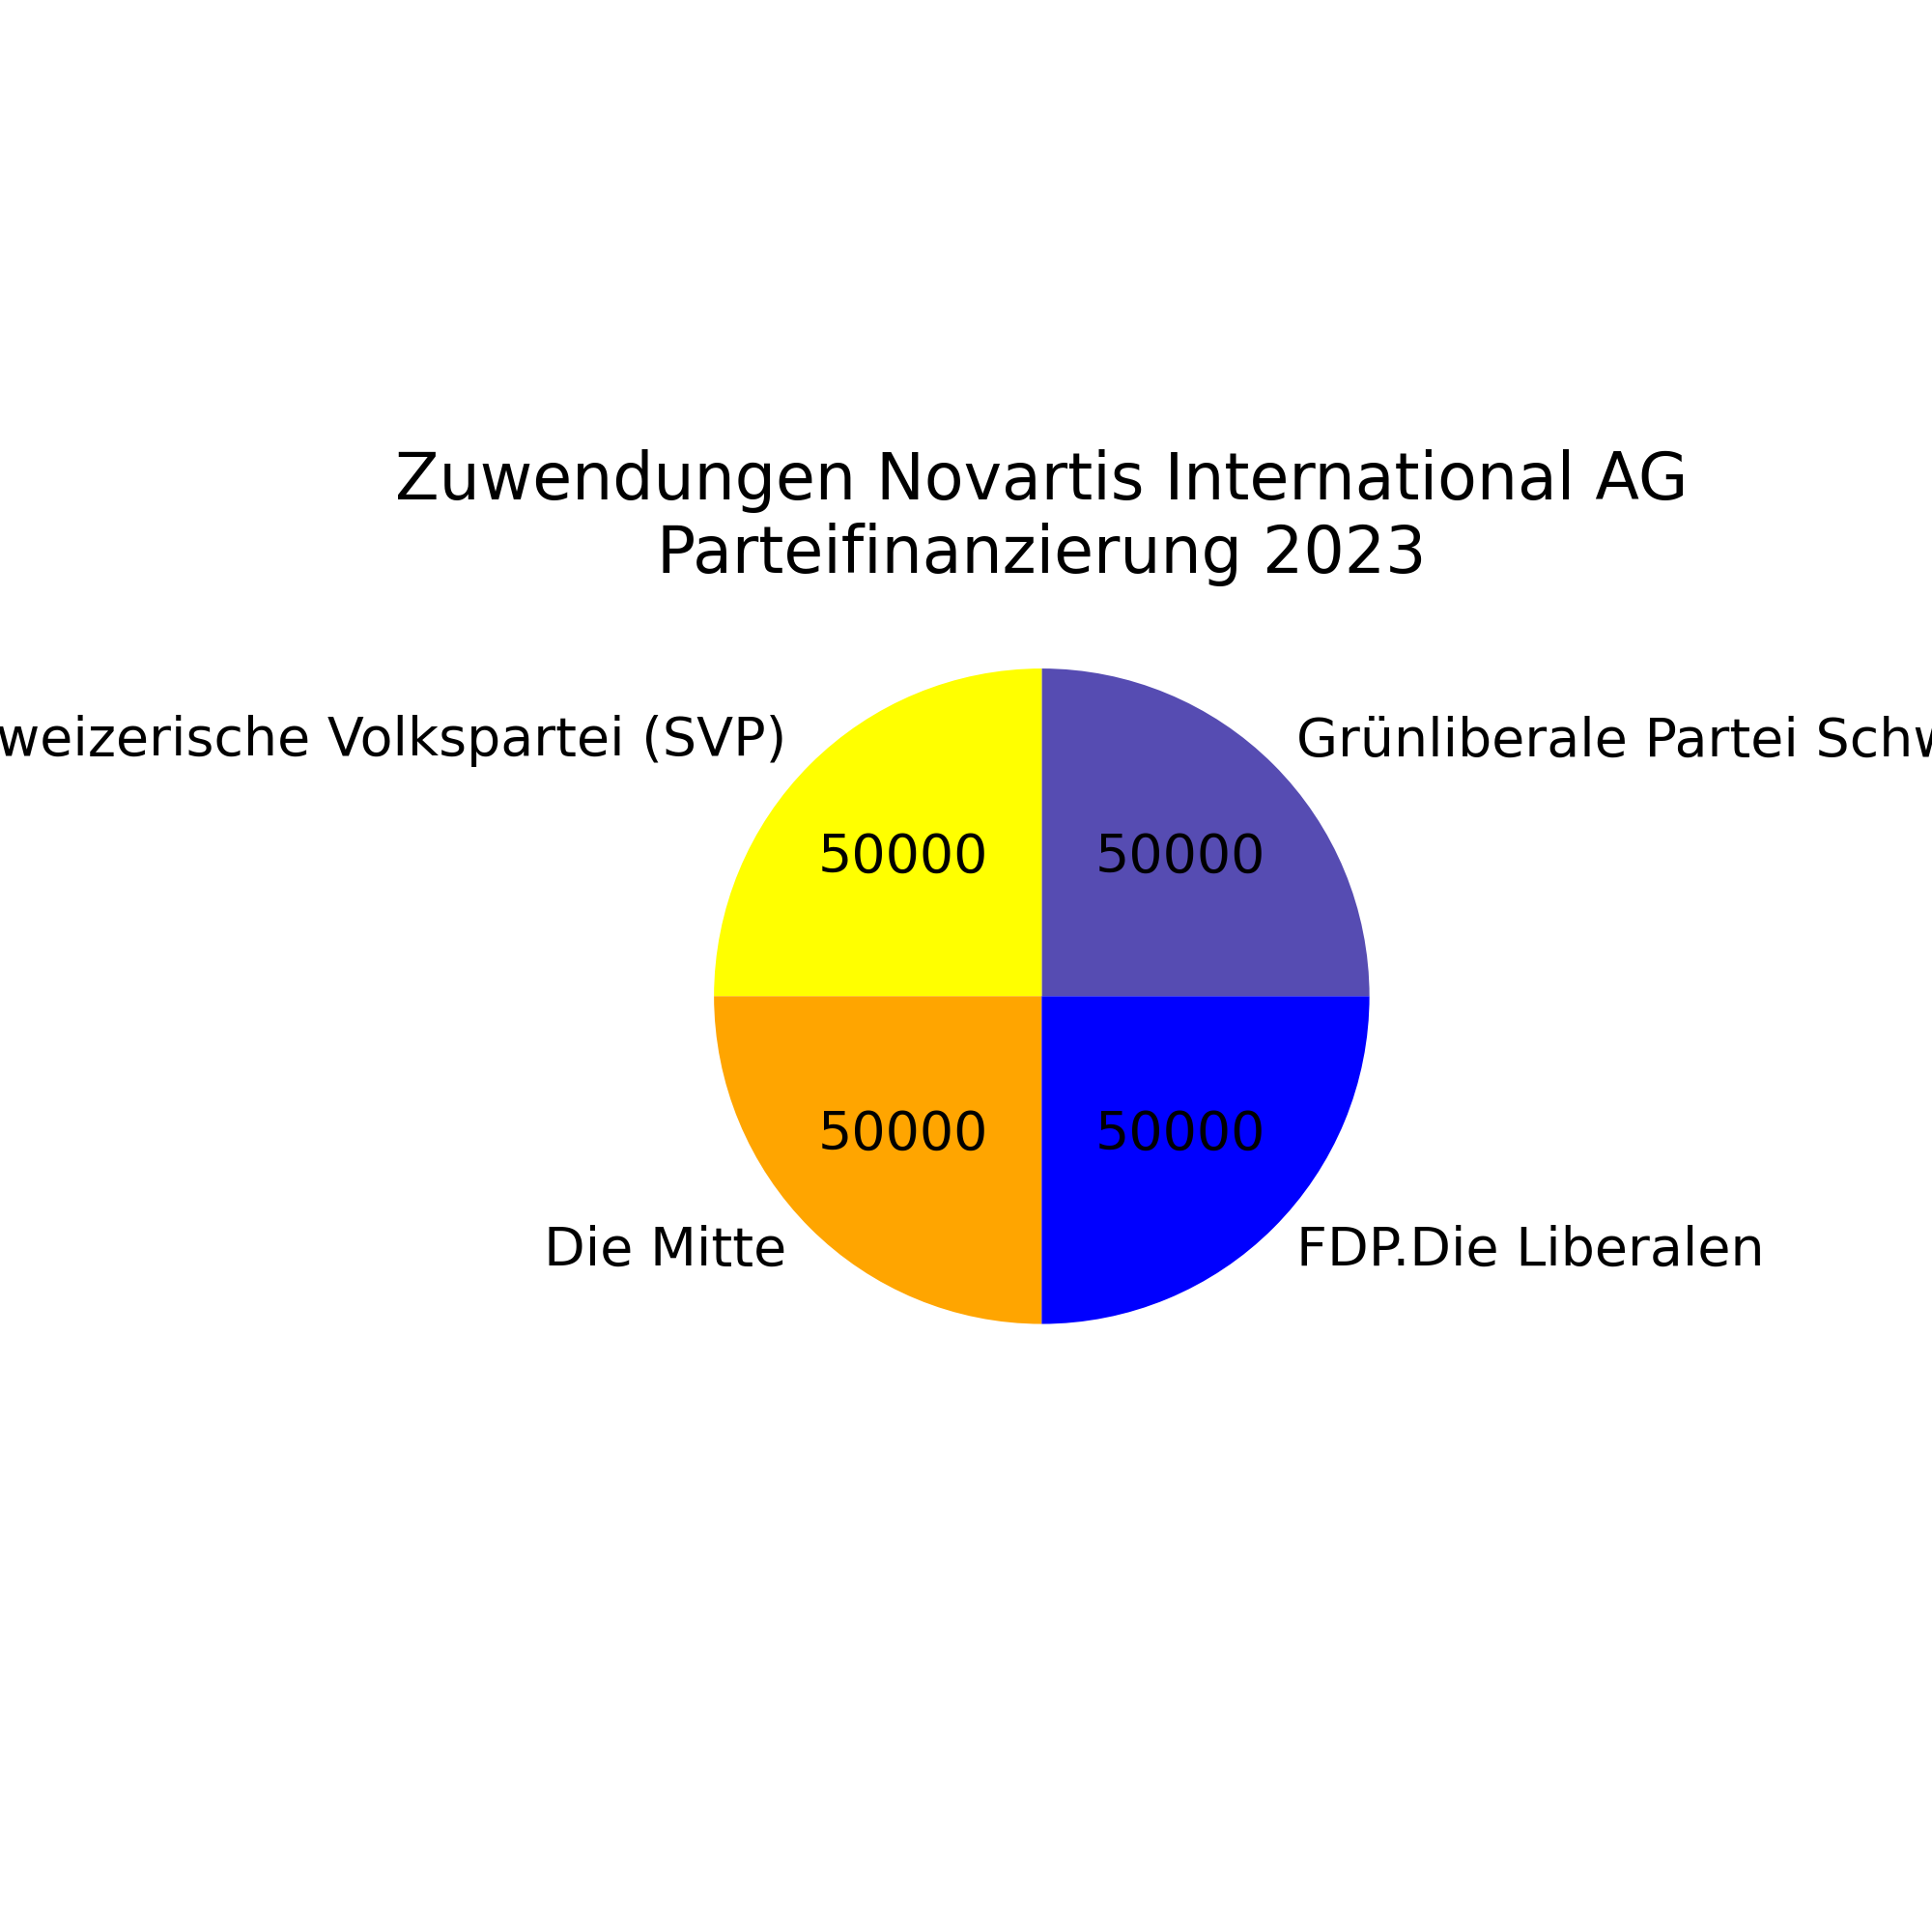 Zuwendungen Novartis International AG
Parteifinanzierung 2023
weizerische Volkspartei (SVP)
Grünliberale Partei Schw
50000
50000
50000
50000
Die Mitte
FDP.Die Liberalen